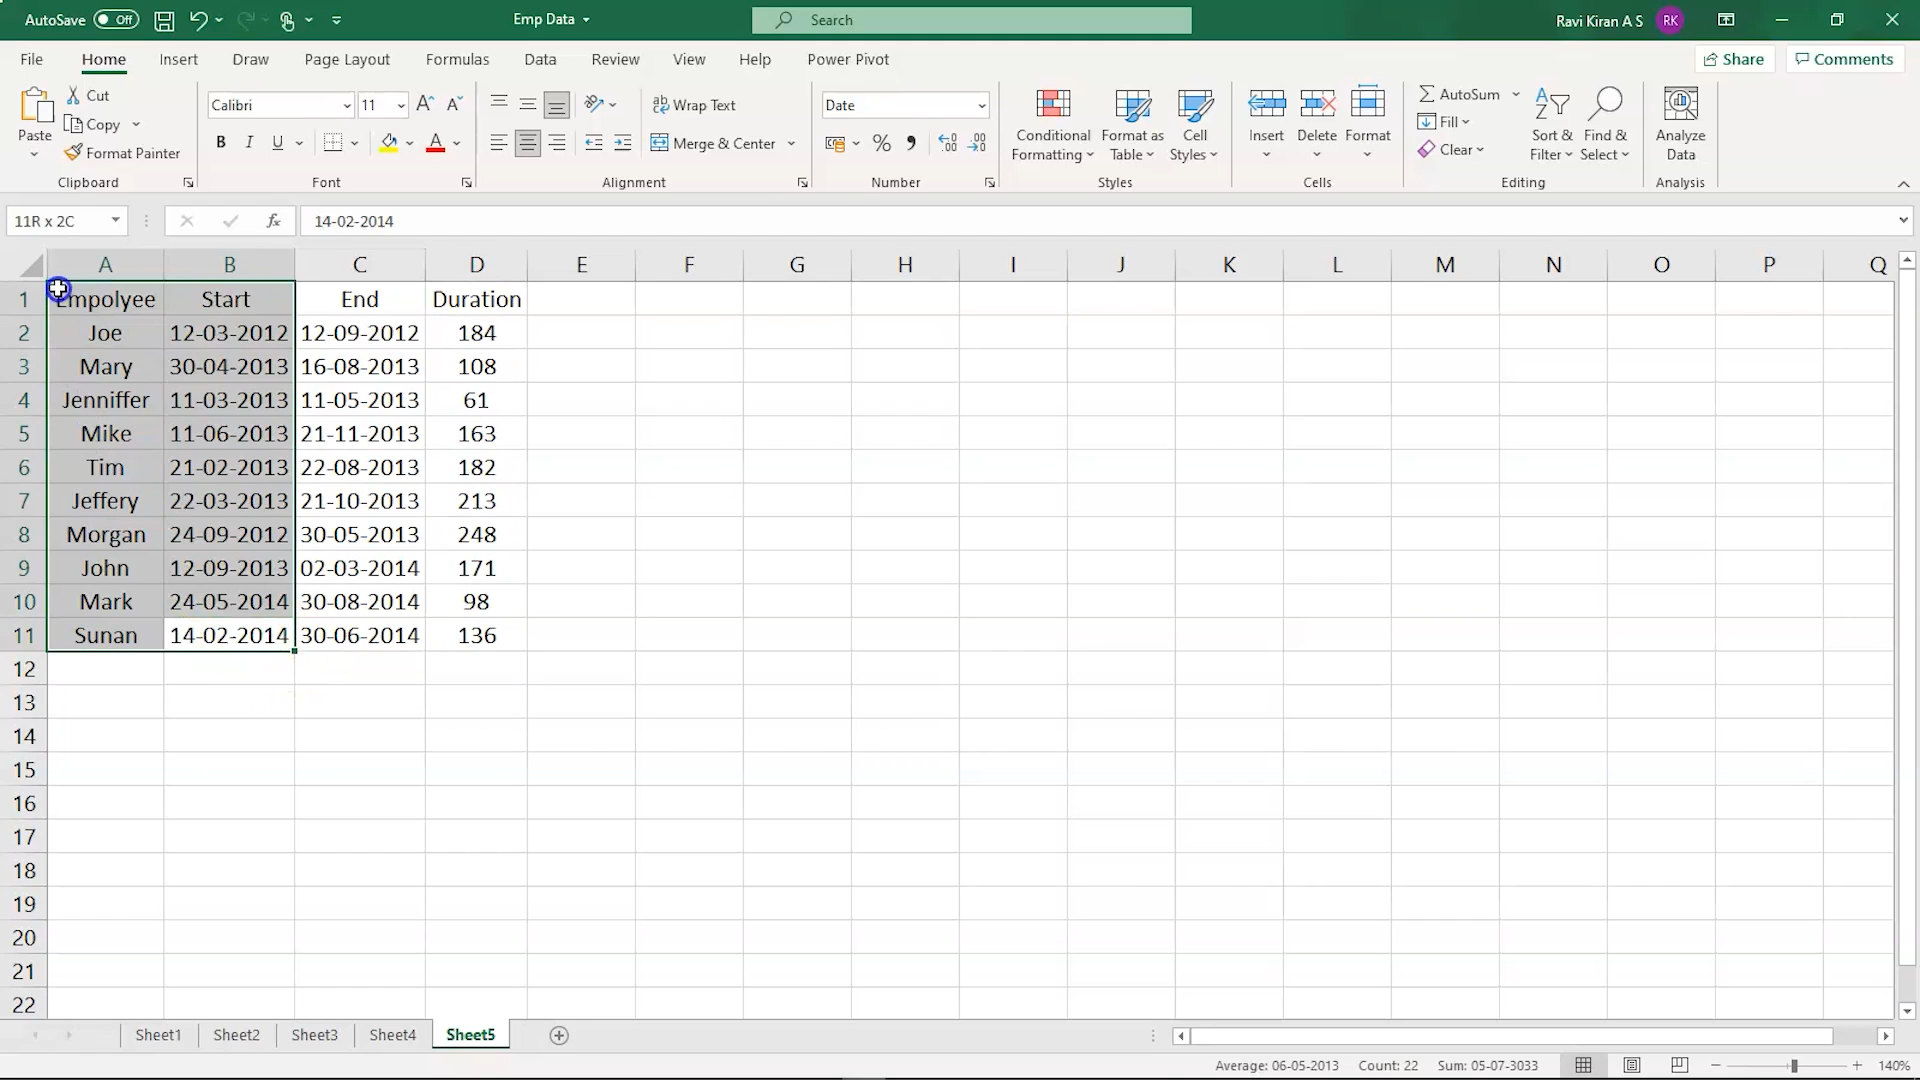 AutoSave Off Emp Data Search Ravi Kiran A S RK
File Home Insert Draw Page Layout Formulas Data Review View Help Power Pivot Share Comments
Paste Cut Copy Format Painter Clipboard
Calibri 11 B I U A Font
Wrap Text Merge & Center Alignment
Date % Number
Conditional Formatting Format as Table Cell Styles Styles
Insert Delete Format Cells
AutoSum Fill Clear Sort & Filter Find & Select Editing
Analyze Data Analysis
11R x 2C fx 14-02-2014
A B C D E F G H I J K L M N O P Q
1 Empolyee Start End Duration
2 Joe 12-03-2012 12-09-2012 184
3 Mary 30-04-2013 16-08-2013 108
4 Jenniffer 11-03-2013 11-05-2013 61
5 Mike 11-06-2013 21-11-2013 163
6 Tim 21-02-2013 22-08-2013 182
7 Jeffery 22-03-2013 21-10-2013 213
8 Morgan 24-09-2012 30-05-2013 248
9 John 12-09-2013 02-03-2014 171
10 Mark 24-05-2014 30-08-2014 98
11 Sunan 14-02-2014 30-06-2014 136
12
13
14
15
16
17
18
19
20
21
22
Sheet1 Sheet2 Sheet3 Sheet4 Sheet5
Average: 06-05-2013 Count: 22 Sum: 05-07-3033 140%